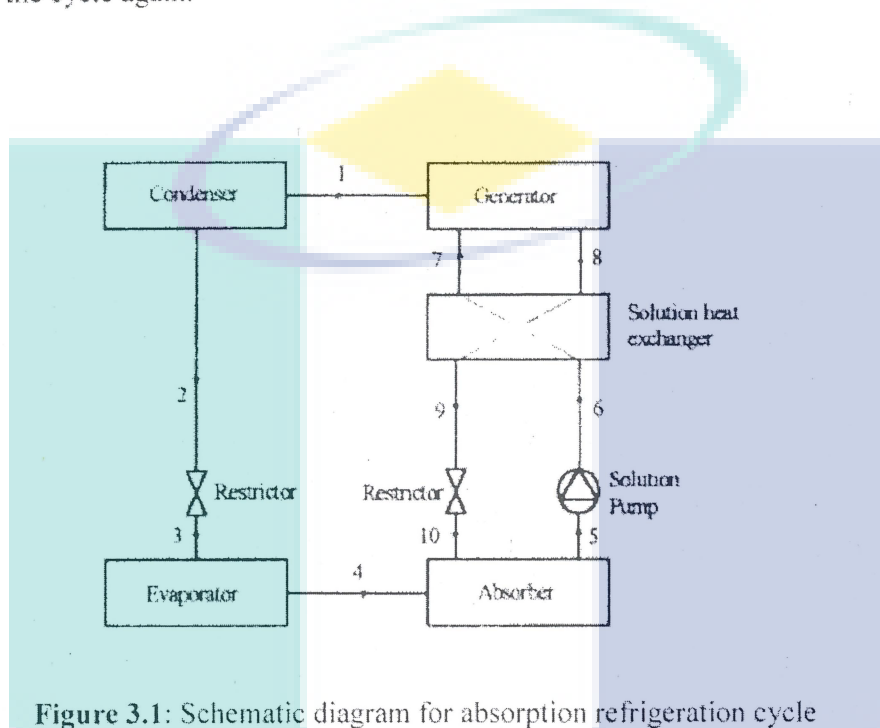 the cycle again.
1
Condenser
Generator
7
8
Solution heat
exchanger
2
9
6
Restrictor
Restrictor
Solution
Pump
3
10
5
4
Evaporator
Absorber
Figure 3.1: Schematic diagram for absorption refrigeration cycle